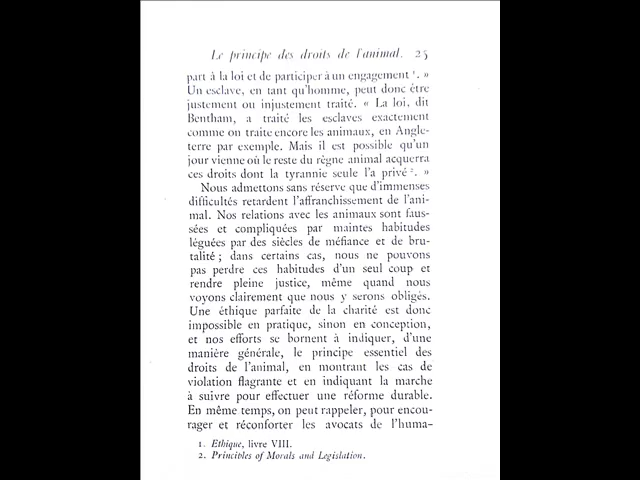 Le principe des droits de l'animal. 25
part à la loi et de participer à un engagement 1. »
Un esclave, en tant qu'homme, peut donc être
justement ou injustement traité. « La loi, dit
Bentham, a traité les esclaves exactement
comme on traite encore les animaux, en Angle-
terre par exemple. Mais il est possible qu'un
jour vienne où le reste du règne animal acquerra
ces droits dont la tyrannie seule l'a privé 2. »
Nous admettons sans réserve que d'immenses
difficultés retardent l'affranchissement de l'ani-
mal. Nos relations avec les animaux sont faus-
sées et compliquées par maintes habitudes
léguées par des siècles de méfiance et de bru-
talité ; dans certains cas, nous ne pouvons
pas perdre ces habitudes d'un seul coup et
rendre pleine justice, même quand nous
voyons clairement que nous y serons obligés.
Une éthique parfaite de la charité est donc
impossible en pratique, sinon en conception,
et nos efforts se bornent à indiquer, d'une
manière générale, le principe essentiel des
droits de l'animal, en montrant les cas de
violation flagrante et en indiquant la marche
à suivre pour effectuer une réforme durable.
En même temps, on peut rappeler, pour encou-
rager et réconforter les avocats de l'huma-
1. Ethique, livre VIII.
2. Principles of Morals and Legislation.